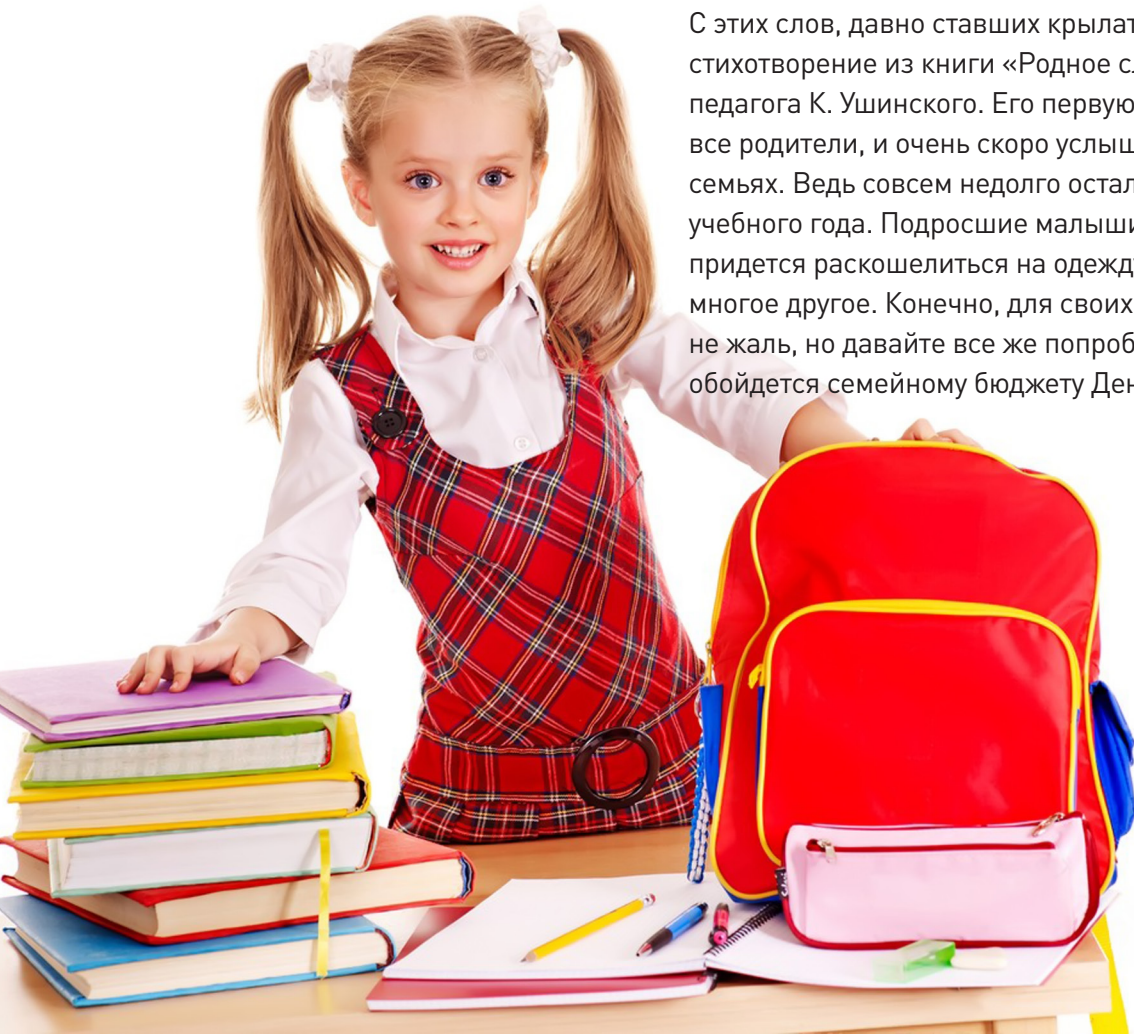 С этих слов, давно ставших крылат
стихотворение из книги «Родное сл
педагога К. Ушинского. Его первую
все родители, и очень скоро услыш
семьях. Ведь совсем недолго остал
учебного года. Подросшие малыши
придется раскошелиться на одежд
многое другое. Конечно, для своих
не жаль, но давайте все же попроб
обойдется семейному бюджету Ден